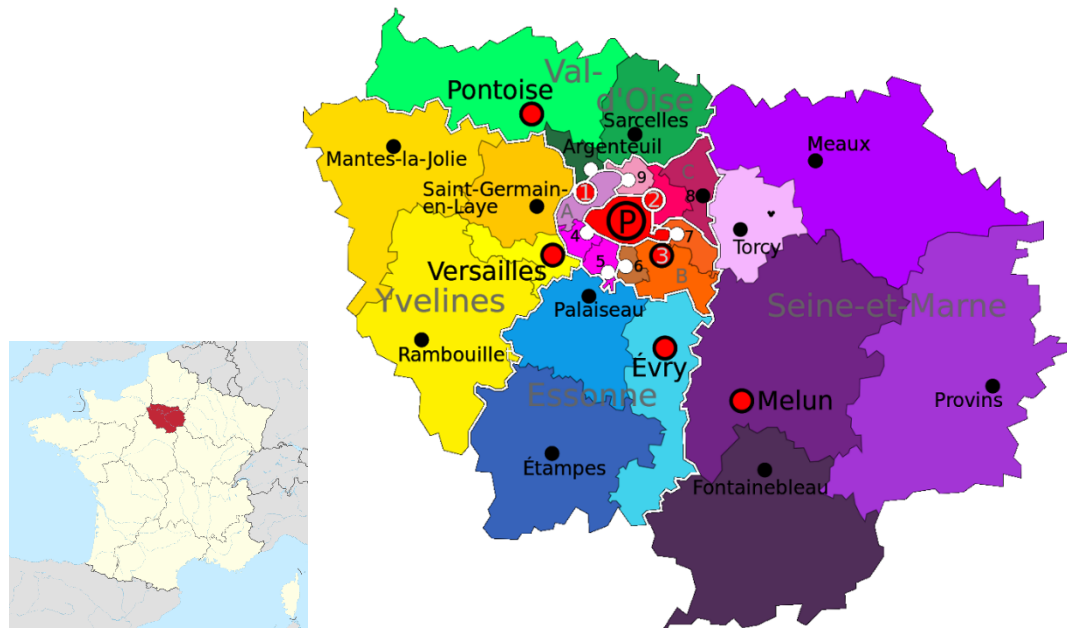 Val-
d'Oise
Pontoise
Sarcelles
Argenteuil
Meaux
Mantes-la-Jolie
Saint-Germain-
en-Laye
9
C
1
2
8
A
P
4
7
Torcy
3
5
6
B
Versailles
Yvelines
Seine-et-Marne
Palaiseau
Rambouille
Évry
Essonne
Melun
Provins
Étampes
Fontainebleau